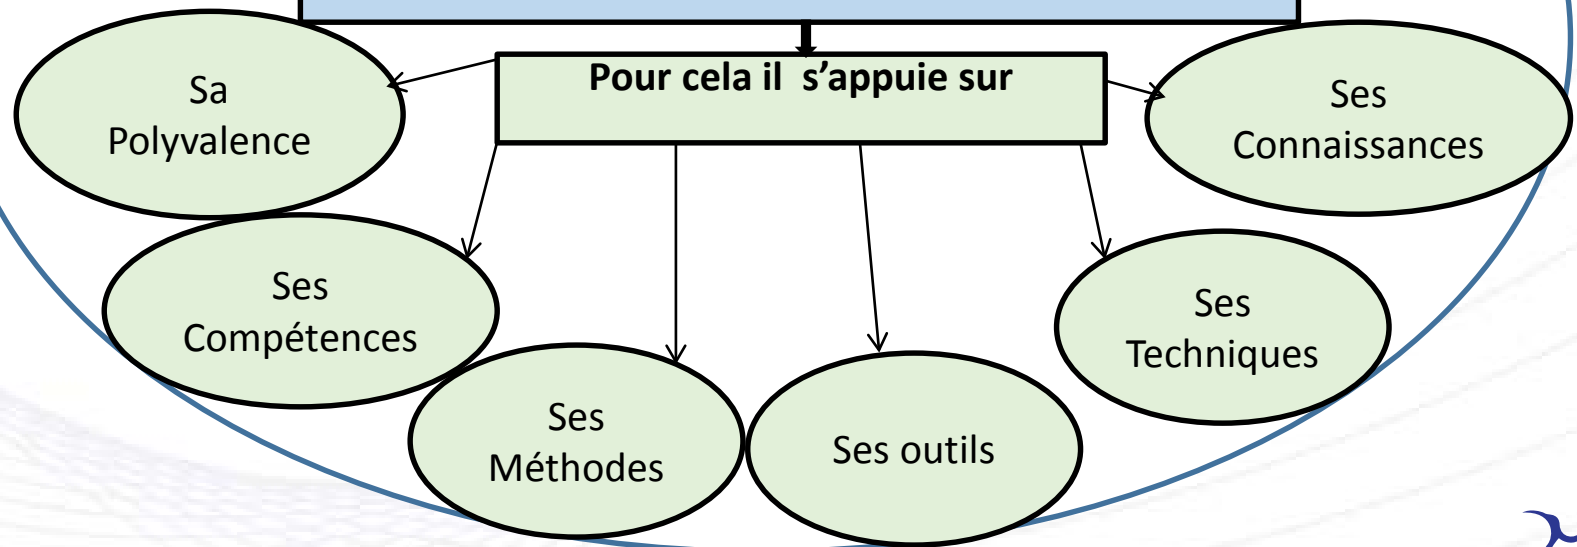 Pour cela il  s’appuie sur
Sa
Polyvalence
Ses
Compétences
Ses
Méthodes
Ses outils
Ses
Techniques
Ses
Connaissances